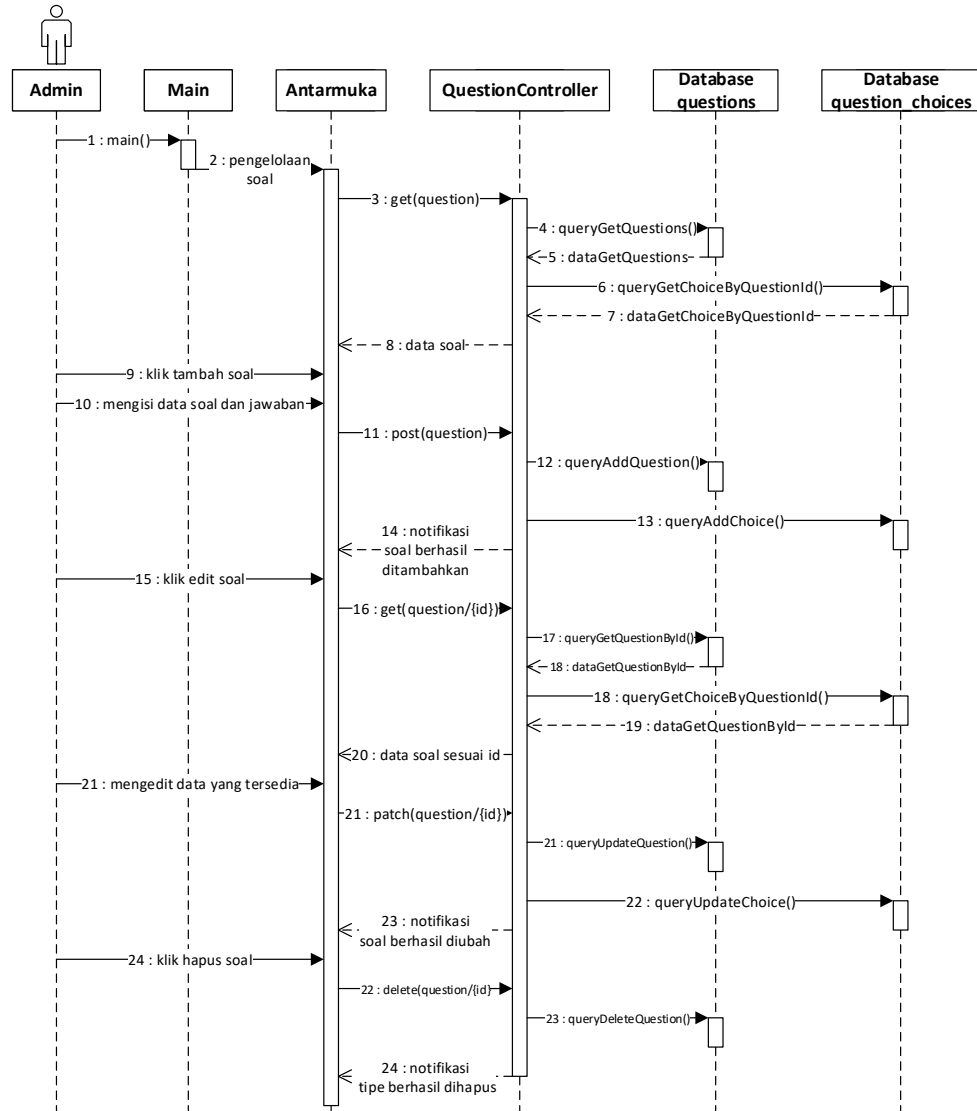 Admin
Main
Antarmuka
QuestionController
Database
questions
Database
question_choices
1 : main()
2 : pengelolaan
soal
3 : get(question)
4 : queryGetQuestions()
5 : dataGetQuestions
6 : queryGetChoiceByQuestionId()
7 : dataGetChoiceByQuestionId
8 : data soal
9 : klik tambah soal
10 : mengisi data soal dan jawaban
11 : post(question)
12 : queryAddQuestion()
13 : queryAddChoice()
14 : notifikasi
soal berhasil
ditambahkan
15 : klik edit soal
16 : get(question/{id})
17 : queryGetQuestionById()
18 : dataGetQuestionById
18 : queryGetChoiceByQuestionId()
19 : dataGetQuestionById
20 : data soal sesuai id
21 : mengedit data yang tersedia
21 : patch(question/{id})
21 : queryUpdateQuestion()
22 : queryUpdateChoice()
23 : notifikasi
soal berhasil diubah
24 : klik hapus soal
22 : delete(question/{id}
23 : queryDeleteQuestion()
24 : notifikasi
tipe berhasil dihapus